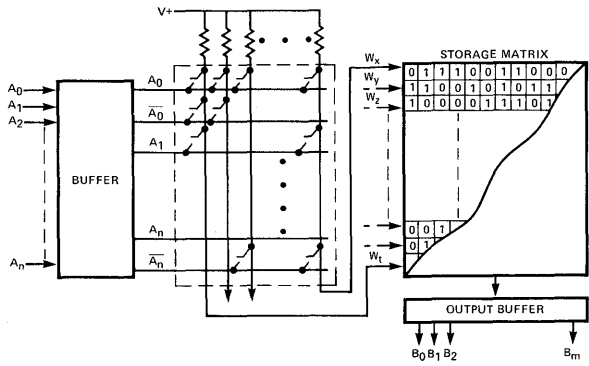 V+
STORAGE MATRIX
Wx
0 1 1 1 0 0 1 1 0 0 0
Wy
1 1 0 0 1 0 1 0 1 1
Wz
1 0 0 0 0 1 1 1 0 1
A0
A1
A2
An
BUFFER
A0
A̅0
A1
An
A̅n
0 0 1
0 1
Wt
OUTPUT BUFFER
B0 B1 B2 Bm